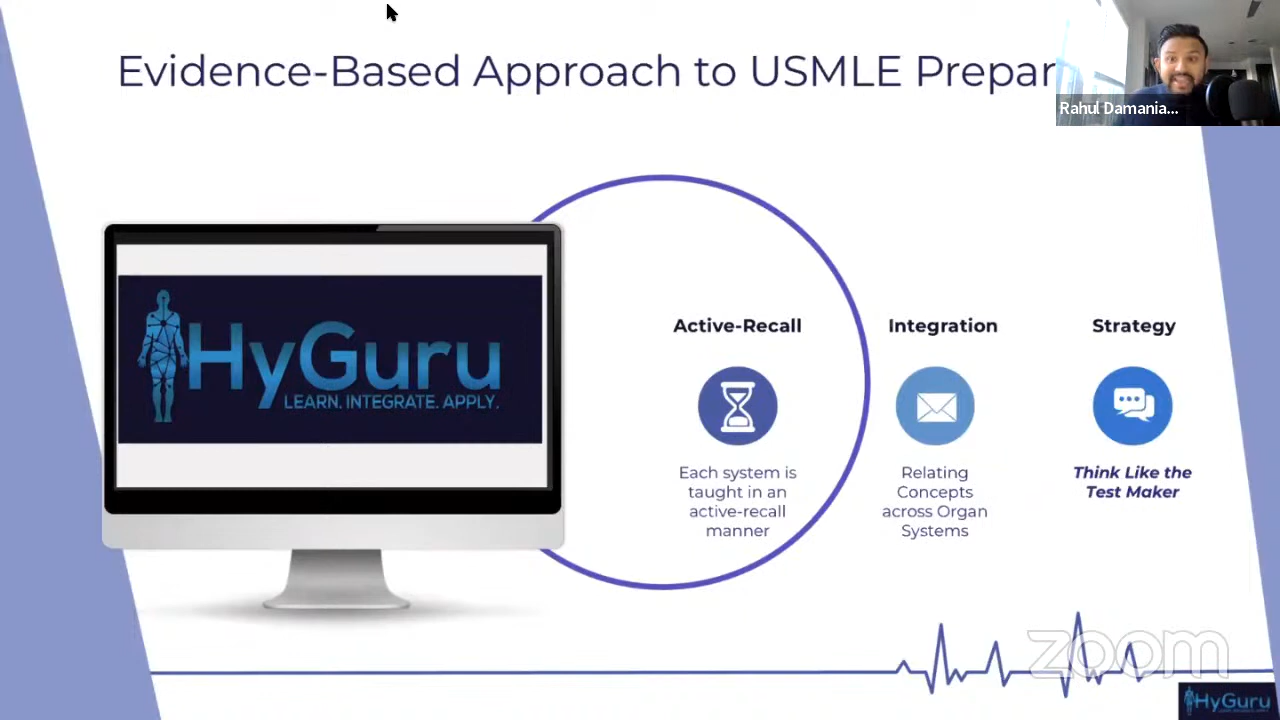 Evidence-Based Approach to USMLE Prepar
Rahul Damania...
HyGuru
LEARN. INTEGRATE. APPLY.
Active-Recall
Integration
Strategy
Each system is
taught in an
active-recall
manner
Relating
Concepts
across Organ
Systems
Think Like the
Test Maker
zoom
HyGuru